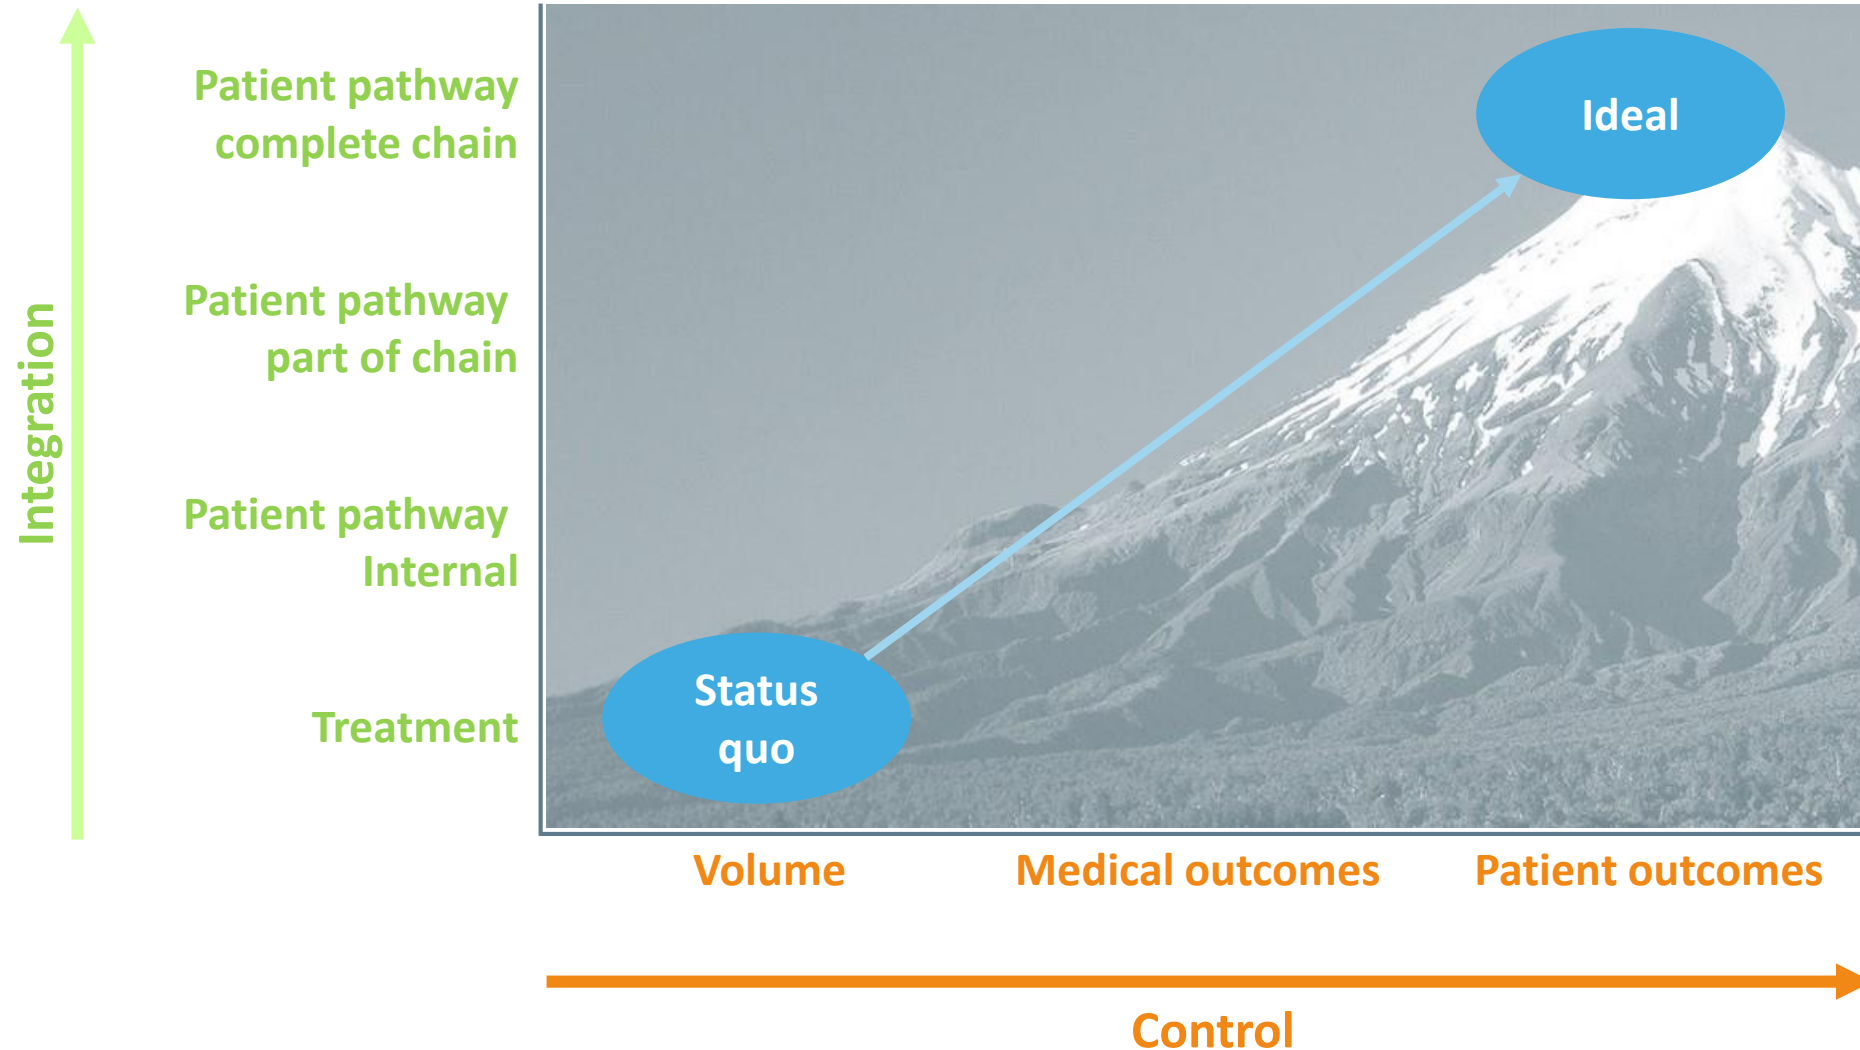 Integration
Patient pathway
complete chain
Patient pathway
part of chain
Patient pathway
Internal
Treatment
Ideal
Status
quo
Volume
Medical outcomes
Patient outcomes
Control